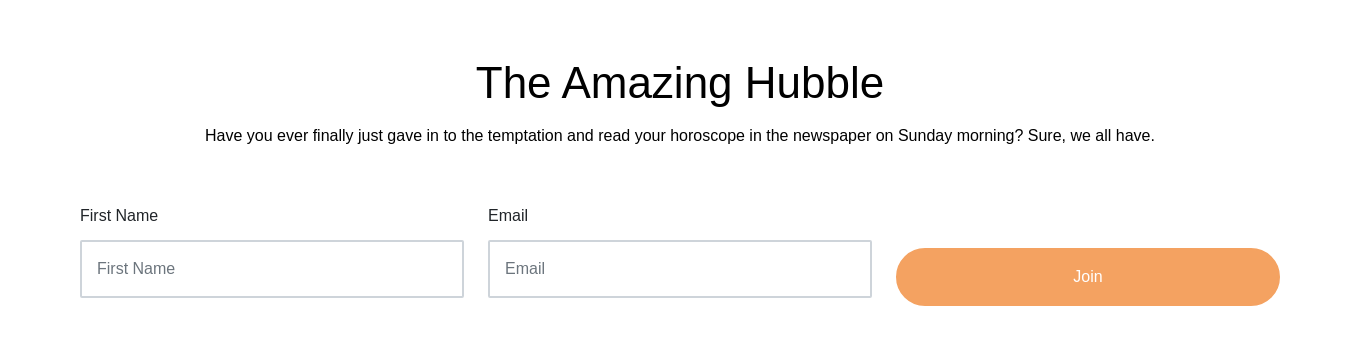 The Amazing Hubble
Have you ever finally just gave in to the temptation and read your horoscope in the newspaper on Sunday morning? Sure, we all have.
First Name
Email
First Name
Email
Join